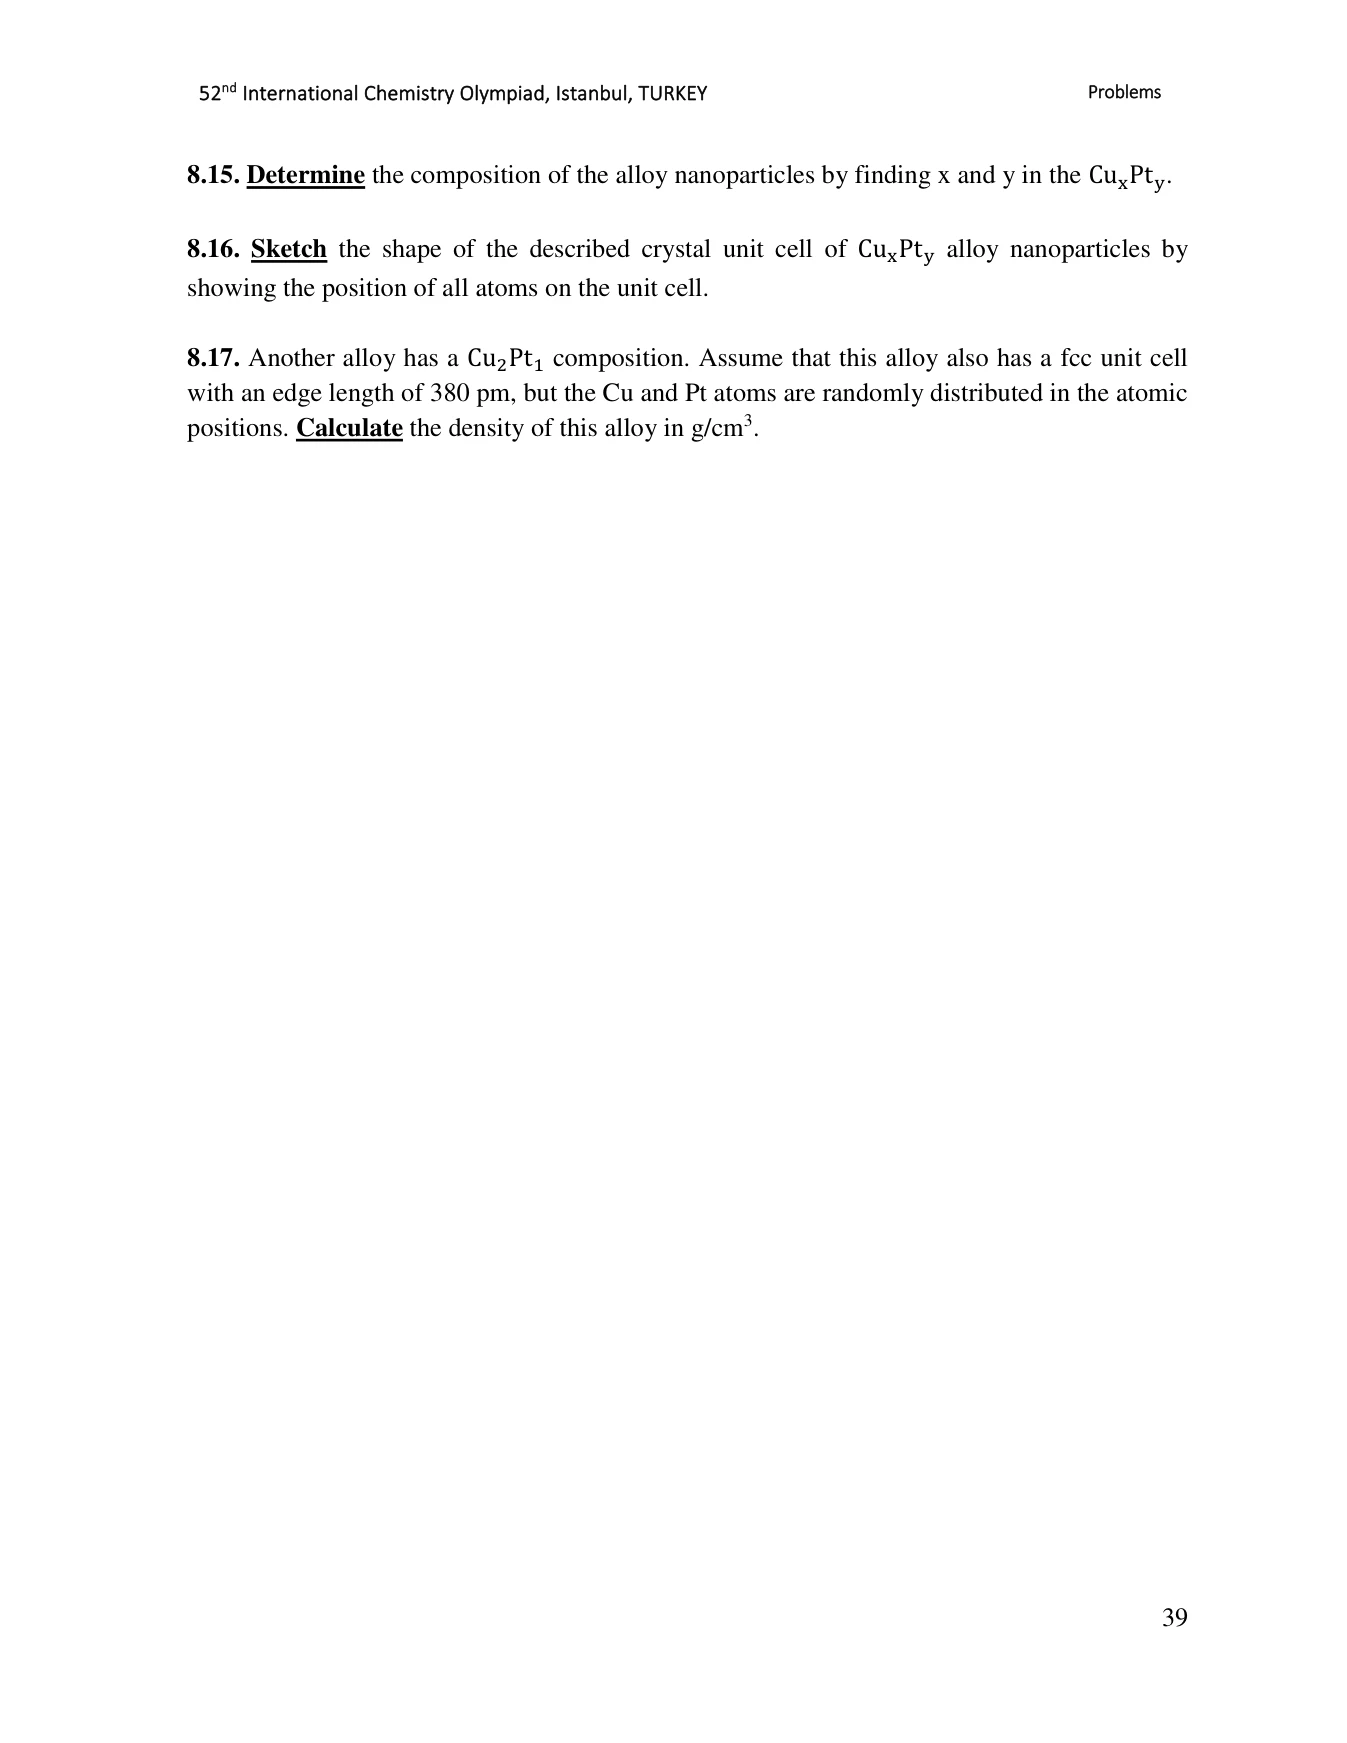 52nd International Chemistry Olympiad, Istanbul, TURKEY Problems
8.15. Determine the composition of the alloy nanoparticles by finding x and y in the CuxPty.
8.16. Sketch the shape of the described crystal unit cell of CuxPty alloy nanoparticles by
showing the position of all atoms on the unit cell.
8.17. Another alloy has a Cu2Pt1 composition. Assume that this alloy also has a fcc unit cell
with an edge length of 380 pm, but the Cu and Pt atoms are randomly distributed in the atomic
positions. Calculate the density of this alloy in g/cm3.
39